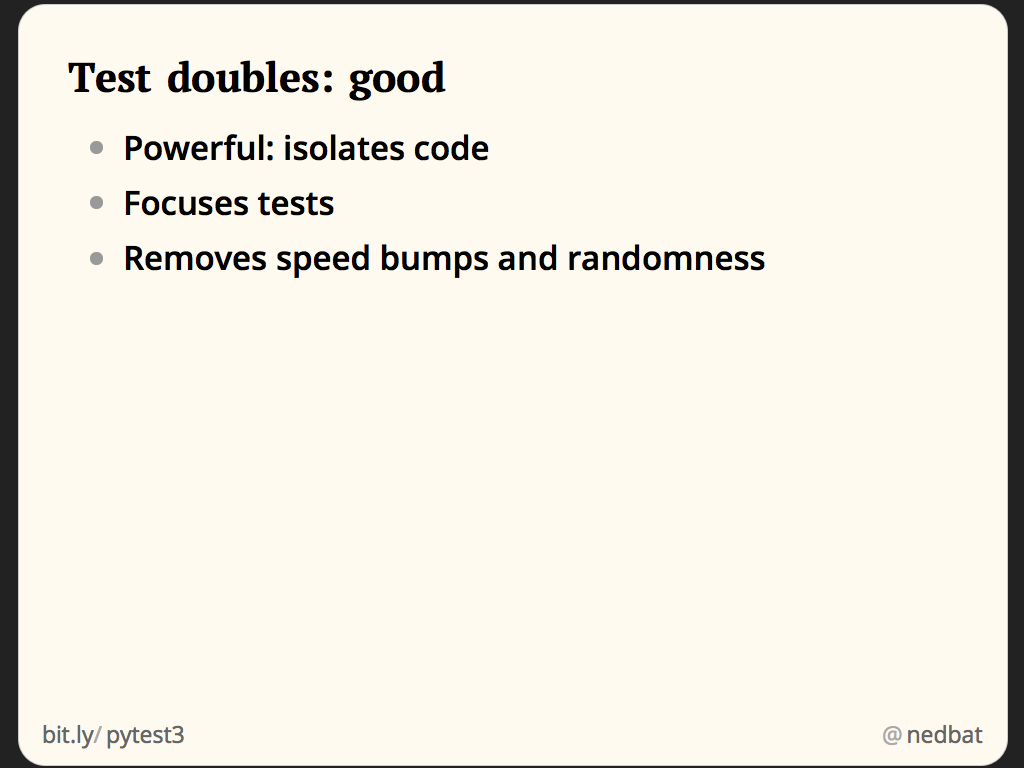 Test doubles: good
Powerful: isolates code
Focuses tests
Removes speed bumps and randomness
bit.ly/pytest3
@nedbat